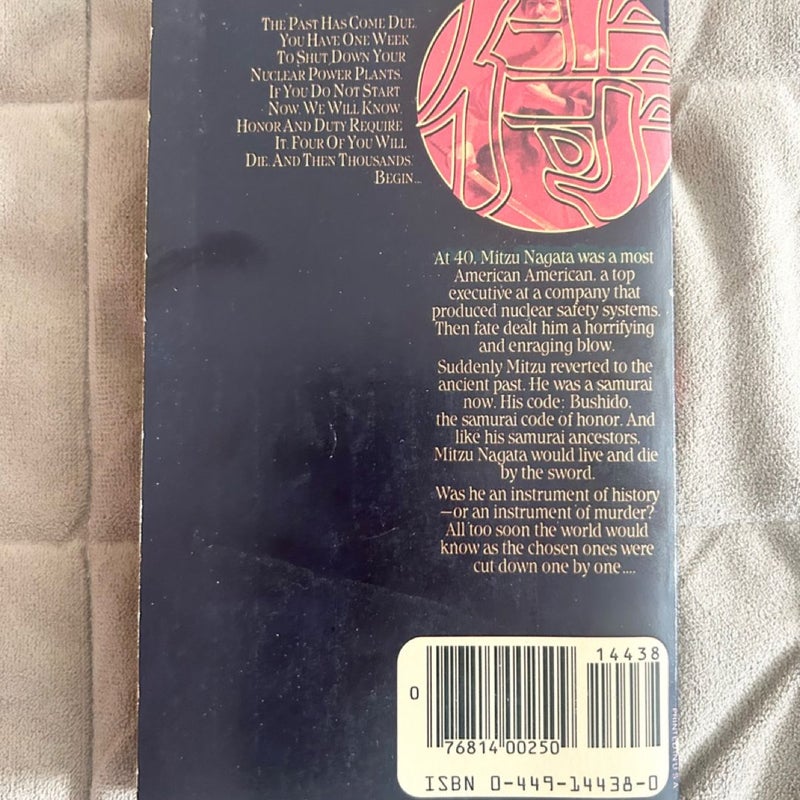 The Past Has Come Due.
You Have One Week
To Shut Down Your
Nuclear Power Plants.
If You Do Not Start
Now, We Will Know.
Honor And Duty Require
It. Four Of You Will
Die. And Then Thousands.
Begin...
At 40, Mitzu Nagata was a most
American American, a top
executive at a company that
produced nuclear safety systems.
Then fate dealt him a horrifying
and enraging blow.
Suddenly Mitzu reverted to the
ancient past. He was a samurai
now. His code: Bushido,
the samurai code of honor. And
like his samurai ancestors,
Mitzu Nagata would live and die
by the sword.
Was he an instrument of history
—or an instrument of murder?
All too soon the world would
know as the chosen ones were
cut down one by one....
14438
0
76814 00250
ISBN 0-449-14438-0
PRINTED IN U.S.A.